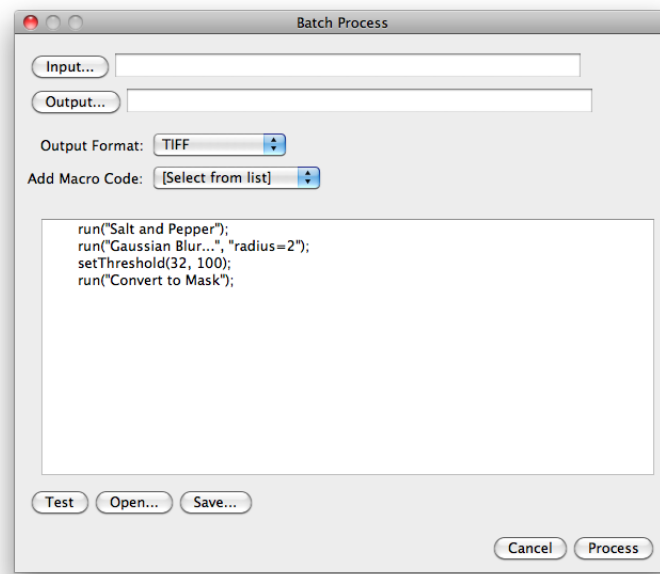 Batch Process
Input...
Output...
Output Format: TIFF
Add Macro Code: [Select from list]
run("Salt and Pepper");
run("Gaussian Blur...", "radius=2");
setThreshold(32, 100);
run("Convert to Mask");
Test Open... Save...
Cancel Process